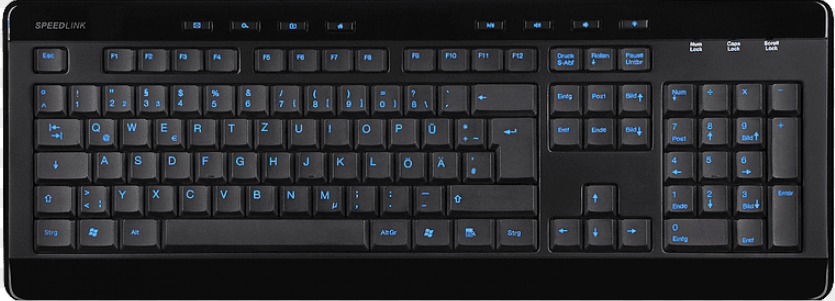 SPEEDLINK
Num Lock Caps Lock Scroll Lock
Esc F1 F2 F3 F4 F5 F6 F7 F8 F9 F10 F11 F12 Druck S-Abf Rollen ↓ Pause Untbr
! 1 " 2 ² § 3 ³ $ 4 % 5 & 6 / 7 { ( 8 [ ) 9 ] = 0 } ? ß \ ←
Einfg Pos1 Bild↑ Num ÷ × −
Q @ W E € R T Z U I O P Ü * + ~
Entf Ende Bild↓ 7 Pos1 8 ↑ 9 Bild↑ +
A S D F G H J K L Ö Ä ' #
4 ← 5 6 →
⇧ > < | Y X C V B N M µ ; , : . _ - ⇧
↑ 1 Ende 2 ↓ 3 Bild↓ Enter
Strg Alt Alt Gr Strg ← ↓ → 0 Einfg , Entf